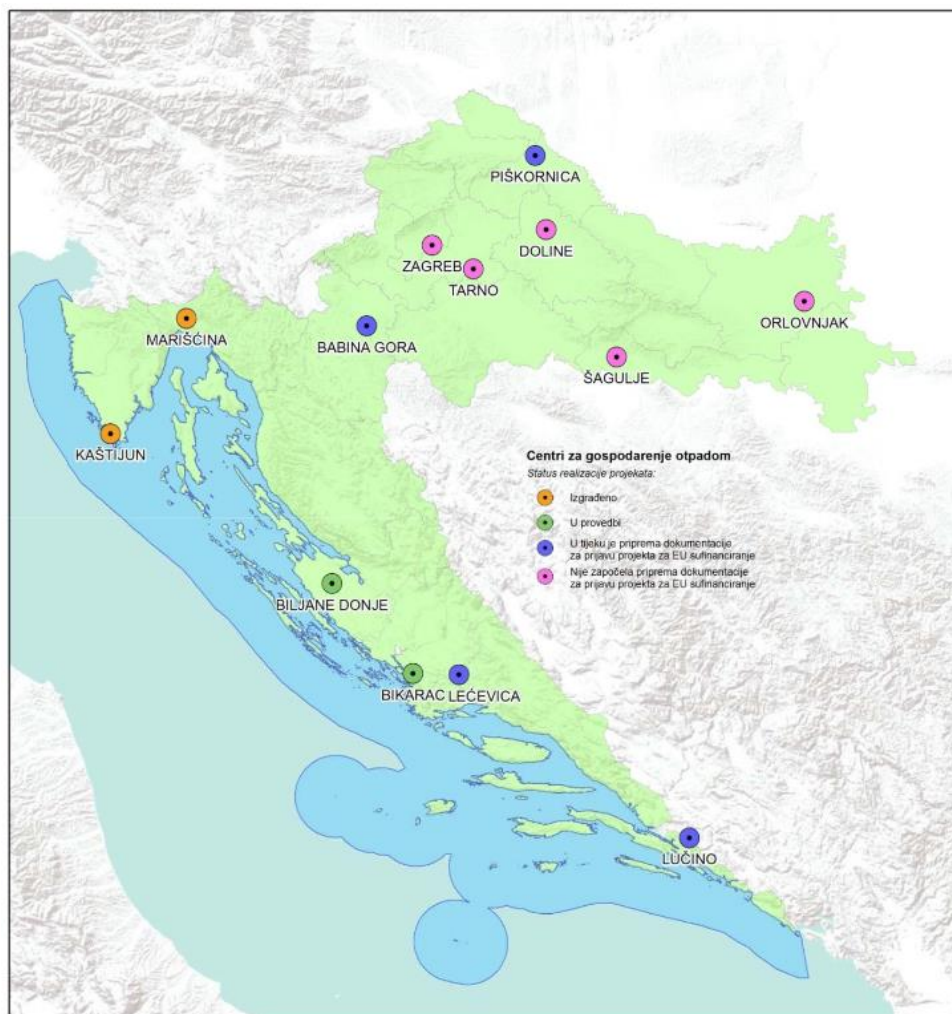 PIŠKORNICA
DOLINE
ZAGREB
TARNO
ORLOVNJAK
MARIŠĆINA
BABINA GORA
ŠAGULJE
KAŠTIJUN
Centri za gospodarenje otpadom
Status realizacije projekata:
Izgrađeno
U provedbi
U tijeku je priprema dokumentacije
za prijavu projekta za EU sufinanciranje
Nije započela priprema dokumentacije
za prijavu projekta za EU sufinanciranje
BILJANE DONJE
BIKARAC
LEĆEVICA
LUČINO